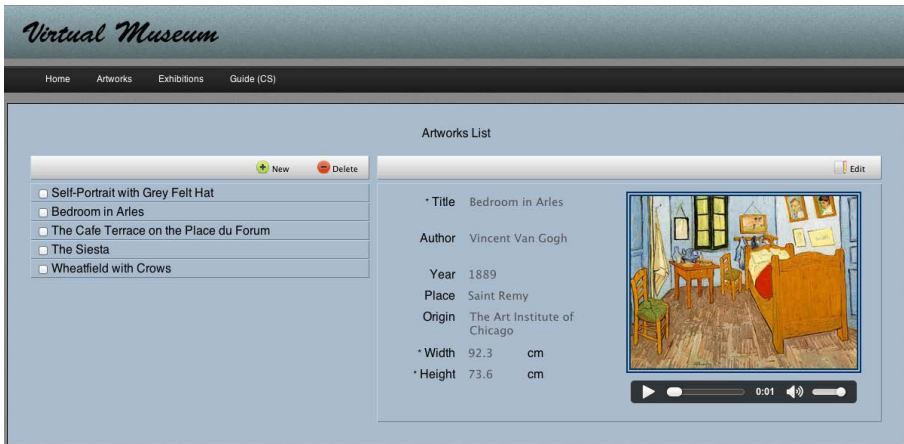 Virtual Museum
Home Artworks Exhibitions Guide (CS)
Artworks List
New Delete
Self-Portrait with Grey Felt Hat
Bedroom in Arles
The Cafe Terrace on the Place du Forum
The Siesta
Wheatfield with Crows
Edit
* Title Bedroom in Arles
Author Vincent Van Gogh
Year 1889
Place Saint Remy
Origin The Art Institute of
Chicago
* Width 92.3 cm
* Height 73.6 cm
0:01